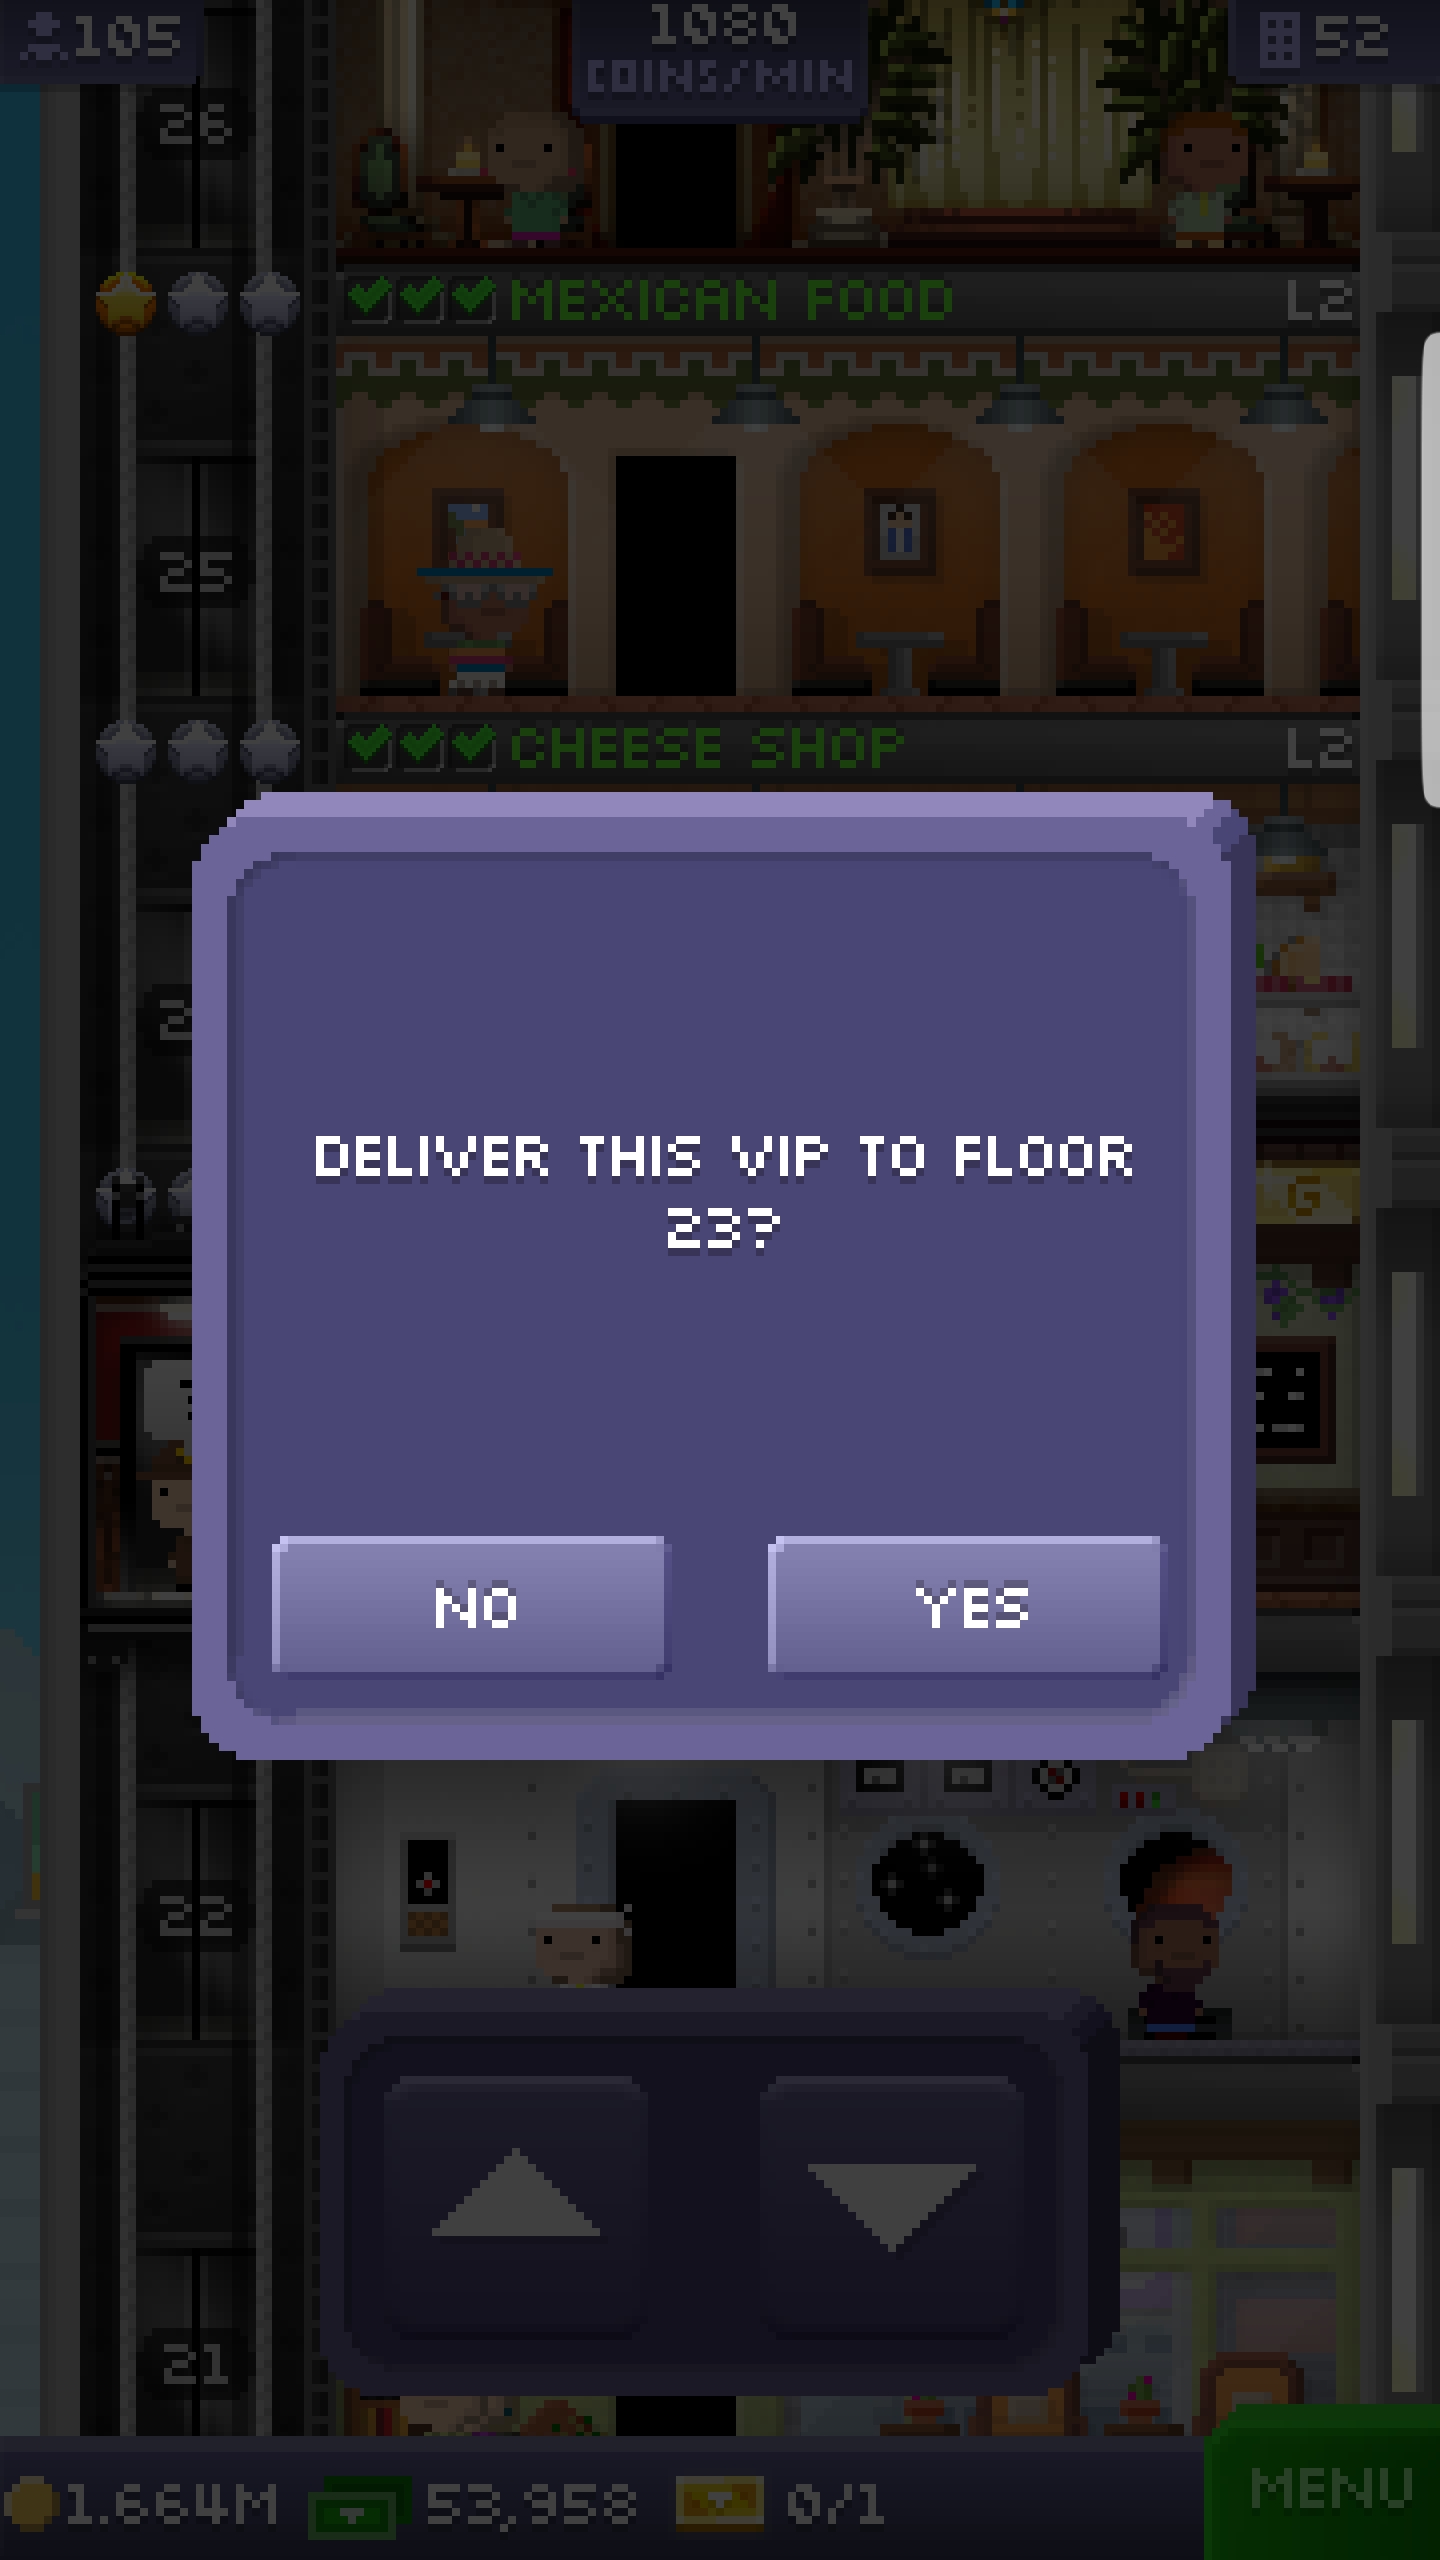 105
1080
COINS/MIN
52
26
MEXICAN FOOD L2
25
CHEESE SHOP L2
DELIVER THIS VIP TO FLOOR
23?
G
NO YES
22
21
1.664M 53,958 0/1
MENU